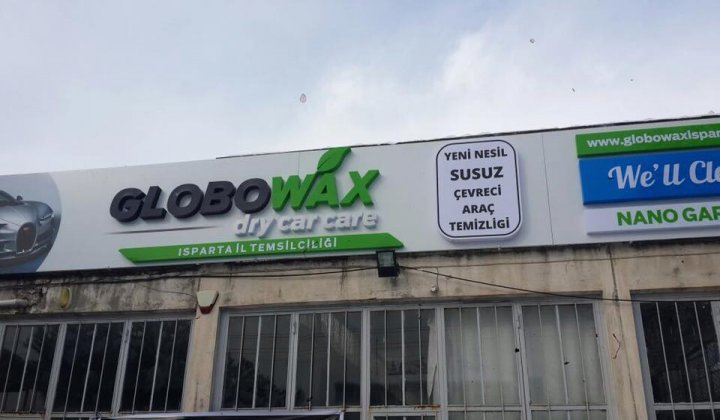 GLOBOWAX
dry car care
ISPARTA İL TEMSİLCİLİĞİ
YENİ NESİL
SUSUZ
ÇEVRECİ
ARAÇ
TEMİZLİĞİ
www.globowaxispar
We'll Cle
NANO GAR